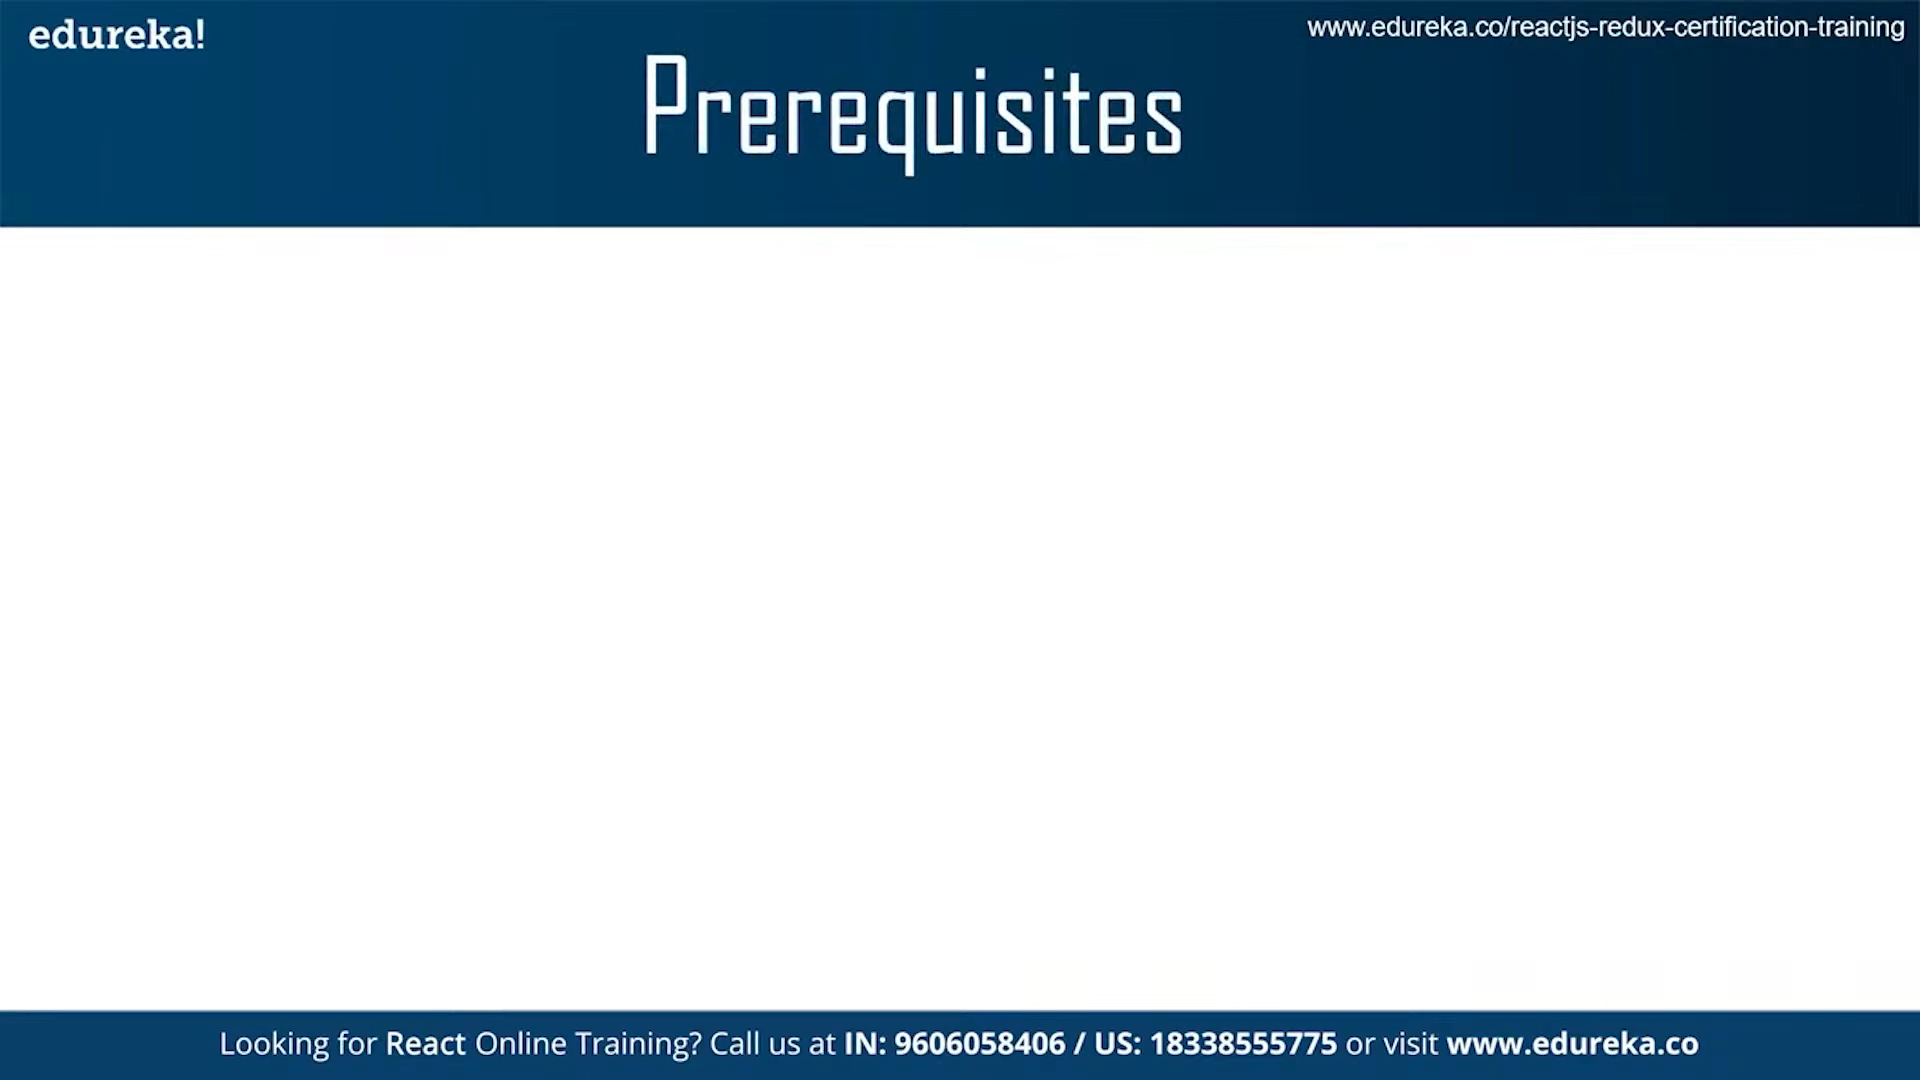 edureka!
www.edureka.co/reactjs-redux-certification-training
Prerequisites
Looking for React Online Training? Call us at IN: 9606058406 / US: 18338555775 or visit www.edureka.co